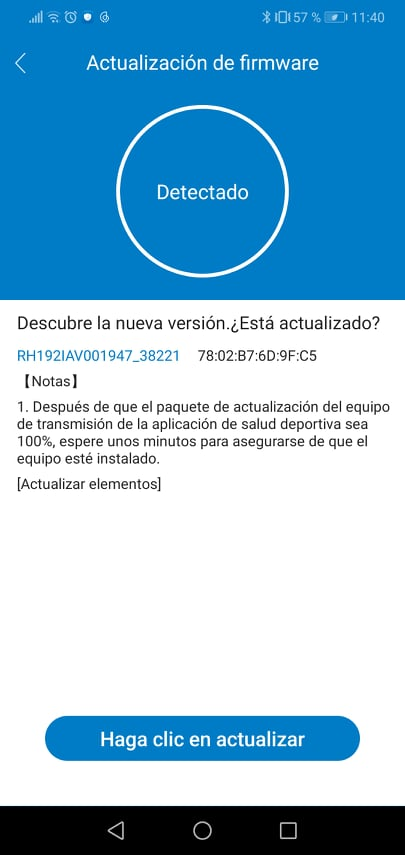 57 % 11:40
Actualización de firmware
Detectado
Descubre la nueva versión.¿Está actualizado?
RH192IAV001947_38221 78:02:B7:6D:9F:C5
【Notas】
1. Después de que el paquete de actualización del equipo
de transmisión de la aplicación de salud deportiva sea
100%, espere unos minutos para asegurarse de que el
equipo esté instalado.
[Actualizar elementos]
Haga clic en actualizar